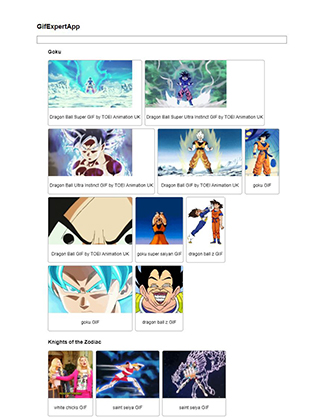 GifExpertApp
Goku
Dragon Ball Super GIF by TOEI Animation UK
Dragon Ball Super Ultra Instinct GIF by TOEI Animation UK
Dragon Ball Ultra Instinct GIF by TOEI Animation UK
Dragon Ball GIF by TOEI Animation UK
goku GIF
Dragon Ball GIF by TOEI Animation UK
goku super saiyan GIF
dragon ball z GIF
goku GIF
dragon ball z GIF
Knights of the Zodiac
white chicks GIF
saint seiya GIF
saint seiya GIF